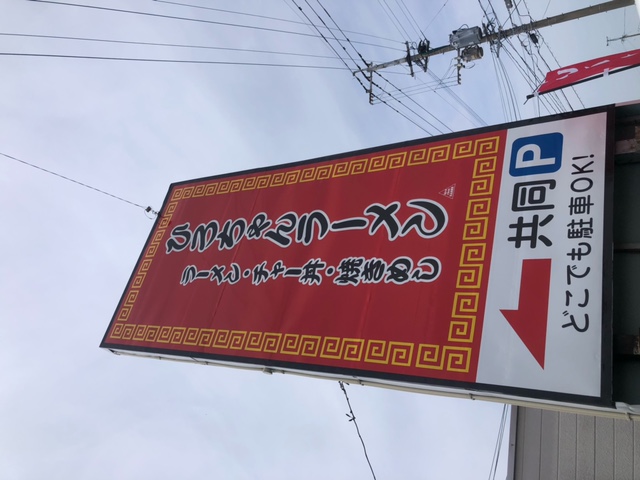 ひろちゃんラーメン
ラーメン・チャー丼・焼きめし
共同P
どこでも駐車OK!